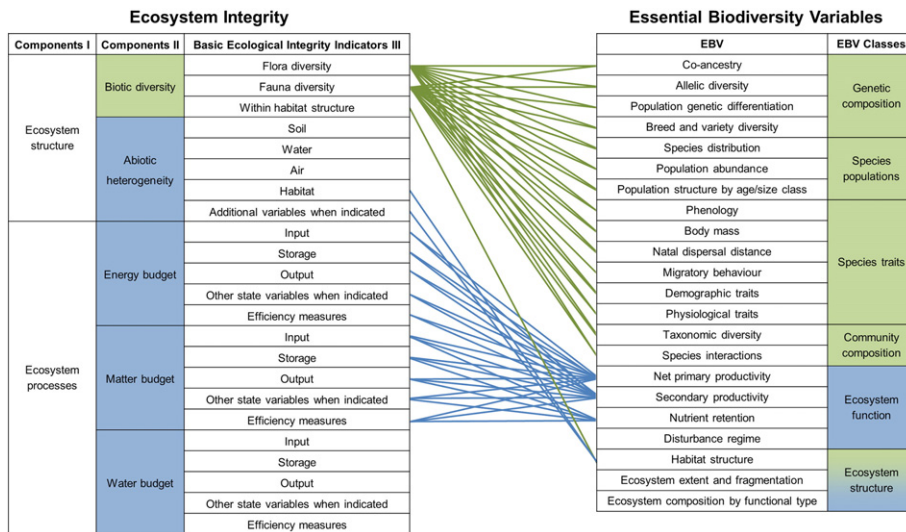 Ecosystem Integrity
Components I Components II Basic Ecological Integrity Indicators III
Ecosystem structure
Biotic diversity
Flora diversity
Fauna diversity
Within habitat structure
Abiotic heterogeneity
Soil
Water
Air
Habitat
Additional variables when indicated
Ecosystem processes
Energy budget
Input
Storage
Output
Other state variables when indicated
Efficiency measures
Matter budget
Input
Storage
Output
Other state variables when indicated
Efficiency measures
Water budget
Input
Storage
Output
Other state variables when indicated
Efficiency measures
Essential Biodiversity Variables
EBV EBV Classes
Co-ancestry
Allelic diversity
Population genetic differentiation
Breed and variety diversity
Genetic composition
Species distribution
Population abundance
Population structure by age/size class
Species populations
Phenology
Body mass
Natal dispersal distance
Migratory behaviour
Demographic traits
Physiological traits
Species traits
Taxonomic diversity
Species interactions
Community composition
Net primary productivity
Secondary productivity
Nutrient retention
Disturbance regime
Ecosystem function
Habitat structure
Ecosystem extent and fragmentation
Ecosystem composition by functional type
Ecosystem structure